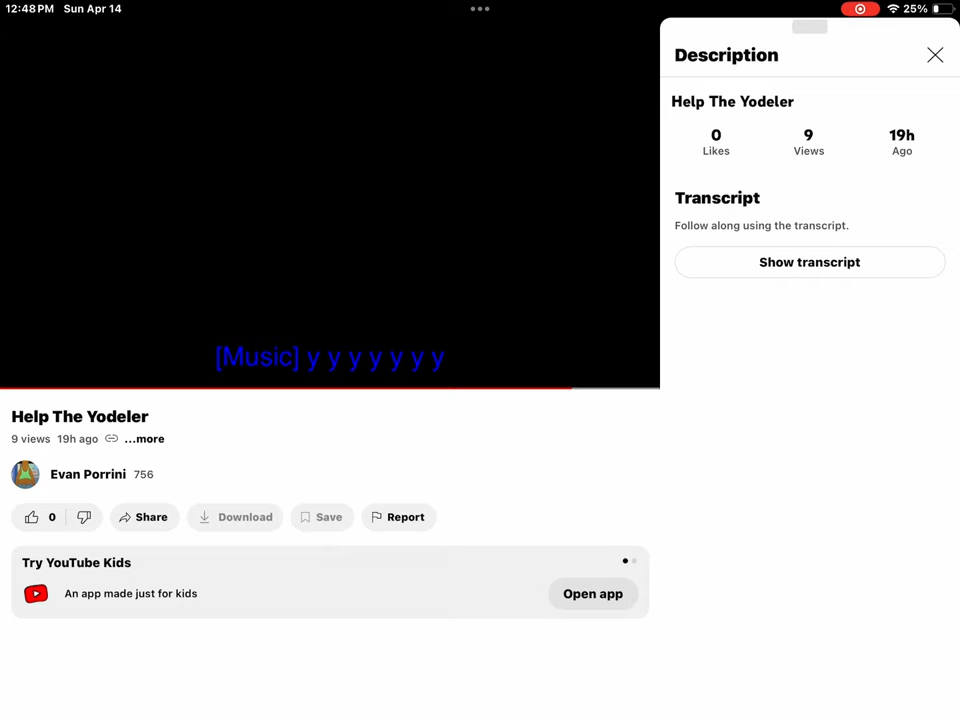 12:48 PM Sun Apr 14
25%
[Music] y y y y y y y
Help The Yodeler
9 views 19h ago ...more
Evan Porrini 756
0 Share Download Save Report
Try YouTube Kids
An app made just for kids
Open app
Description
Help The Yodeler
0 9 19h
Likes Views Ago
Transcript
Follow along using the transcript.
Show transcript